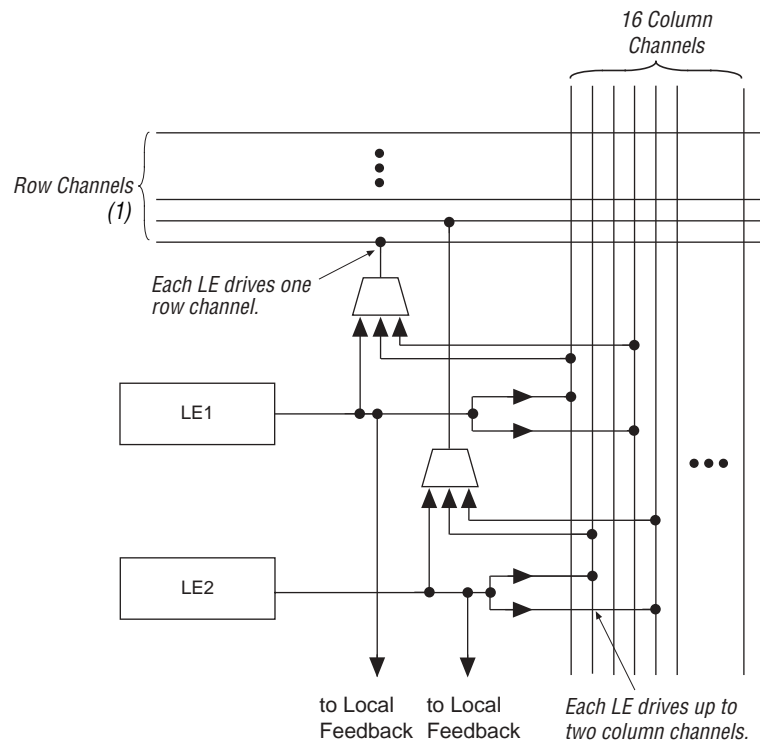 16 Column
Channels
Row Channels
(1)
Each LE drives one
row channel.
LE1
LE2
to Local
Feedback
to Local
Feedback
Each LE drives up to
two column channels.